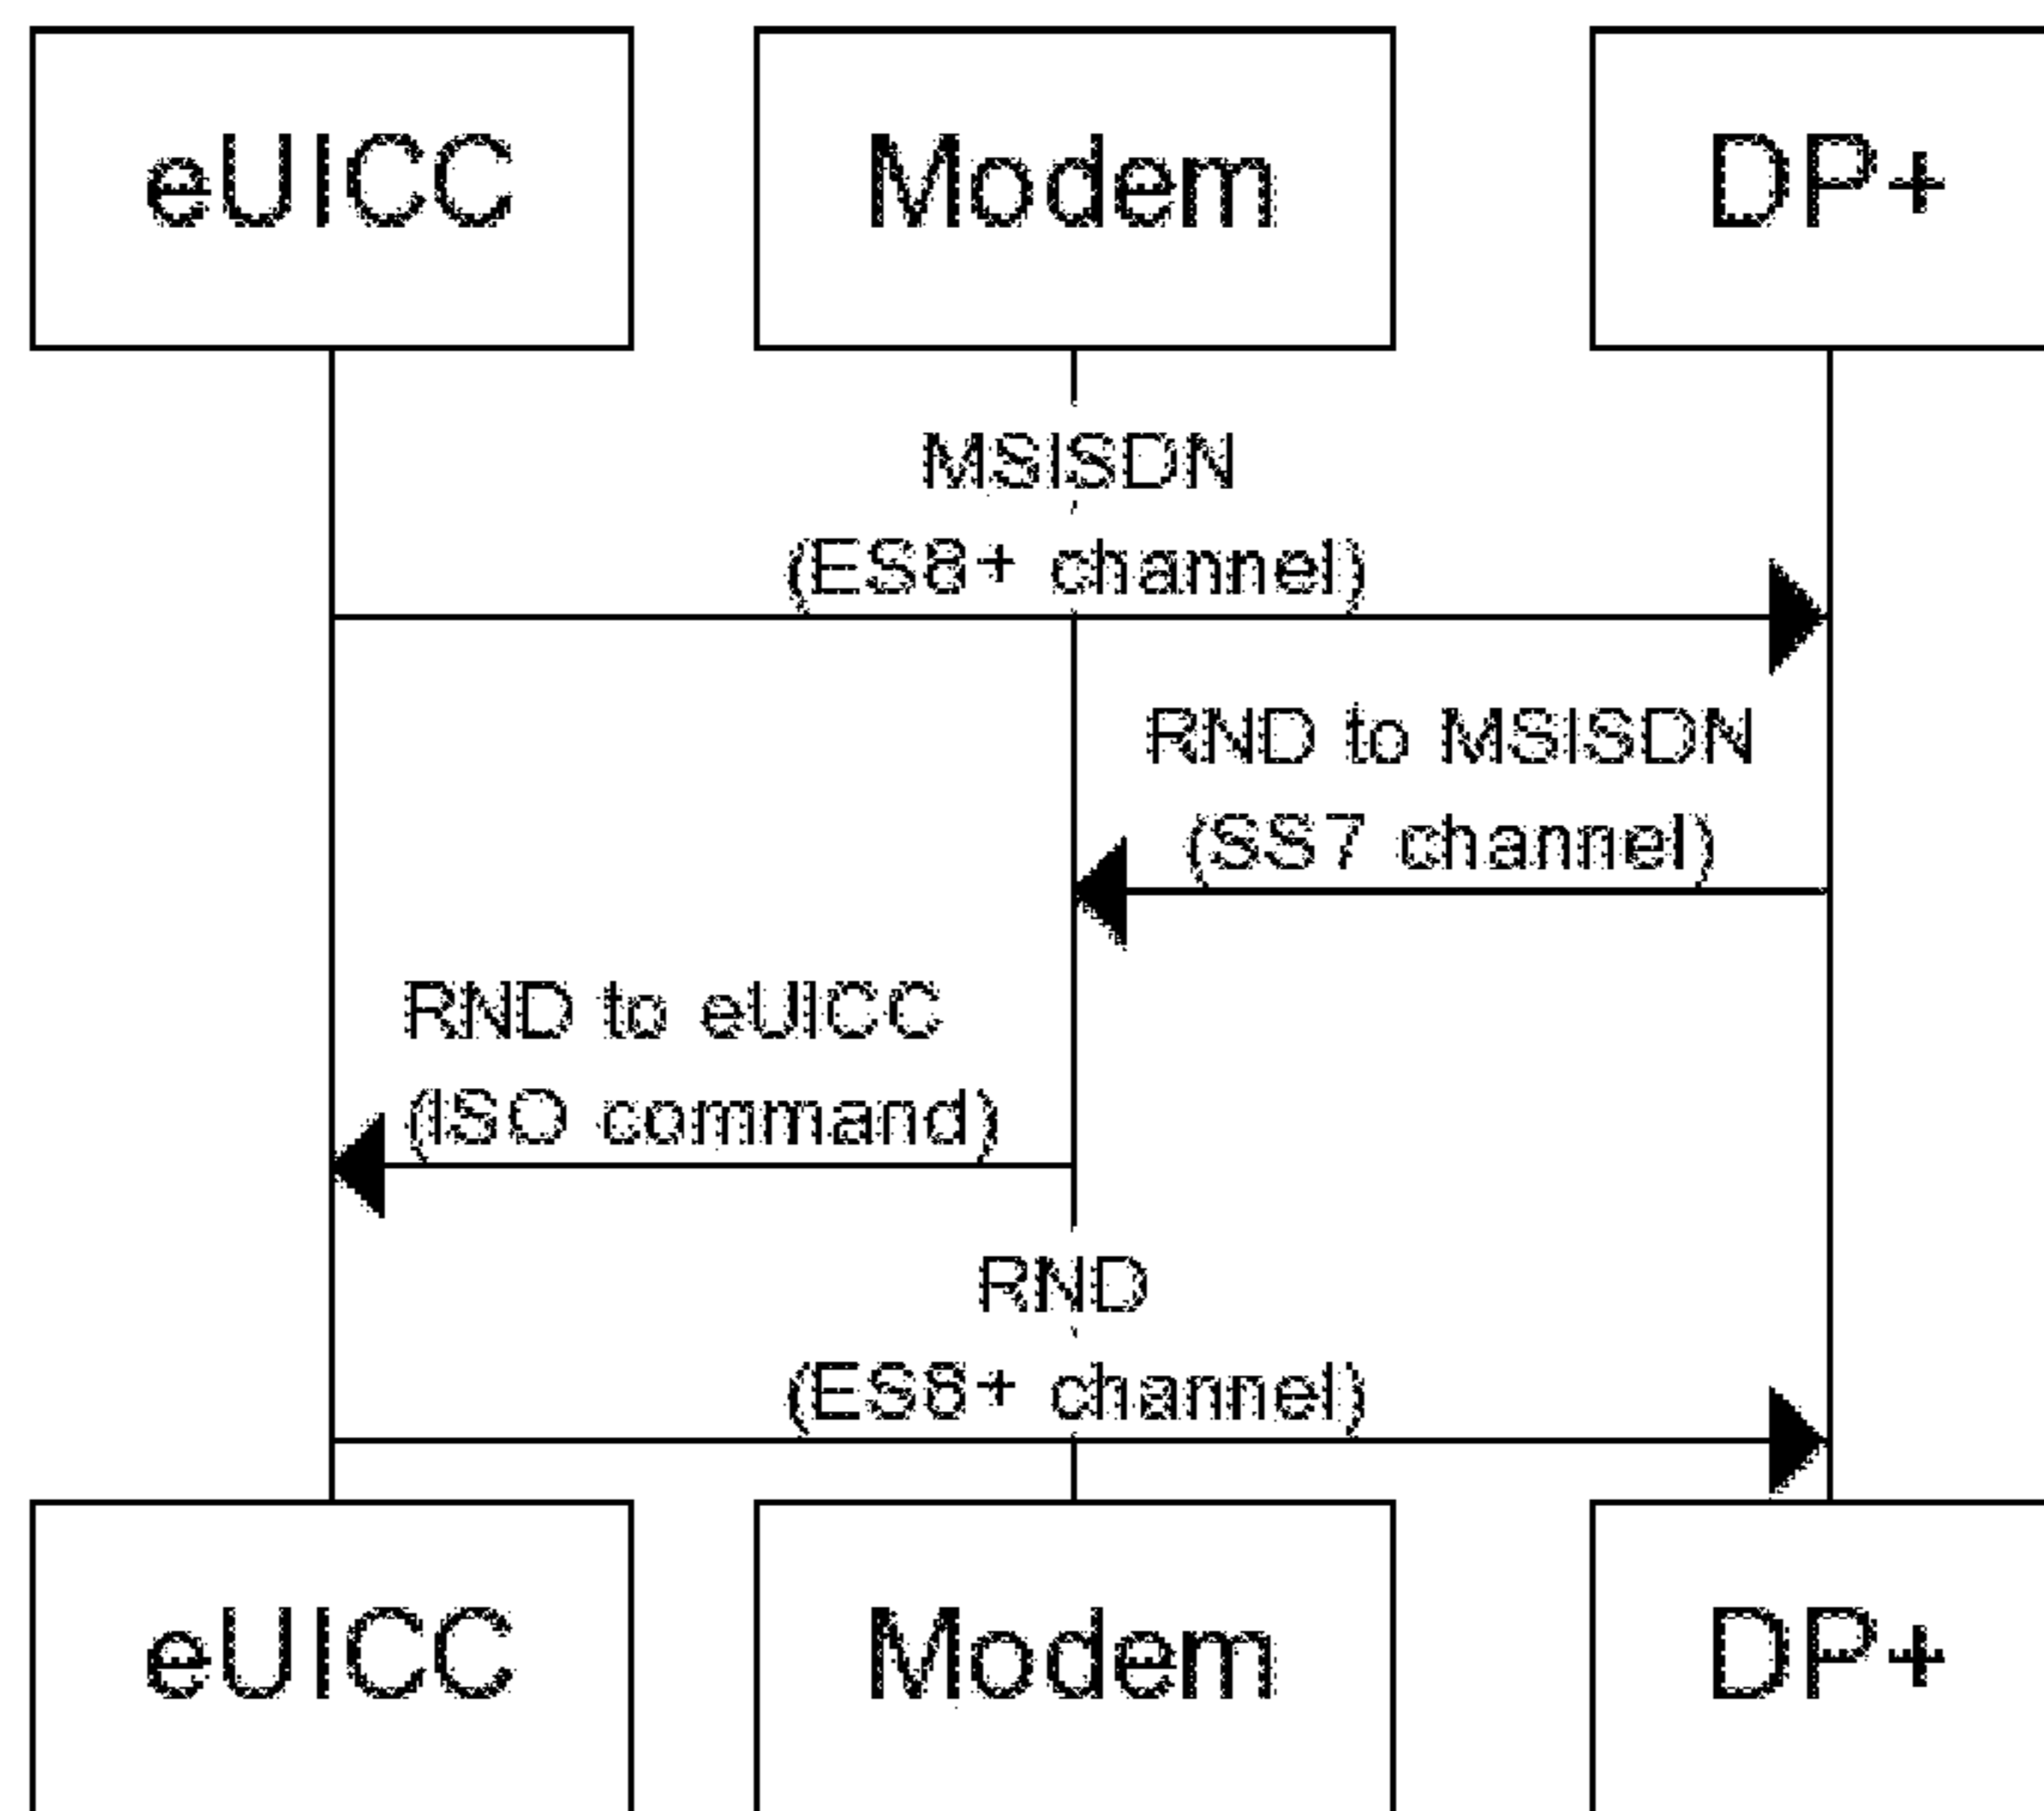 eUICC Modem DP+
MSISDN
(ES8+ channel)
RND to MSISDN
(SS7 channel)
RND to eUICC
(ISO command)
RND
(ES8+ channel)
eUICC Modem DP+